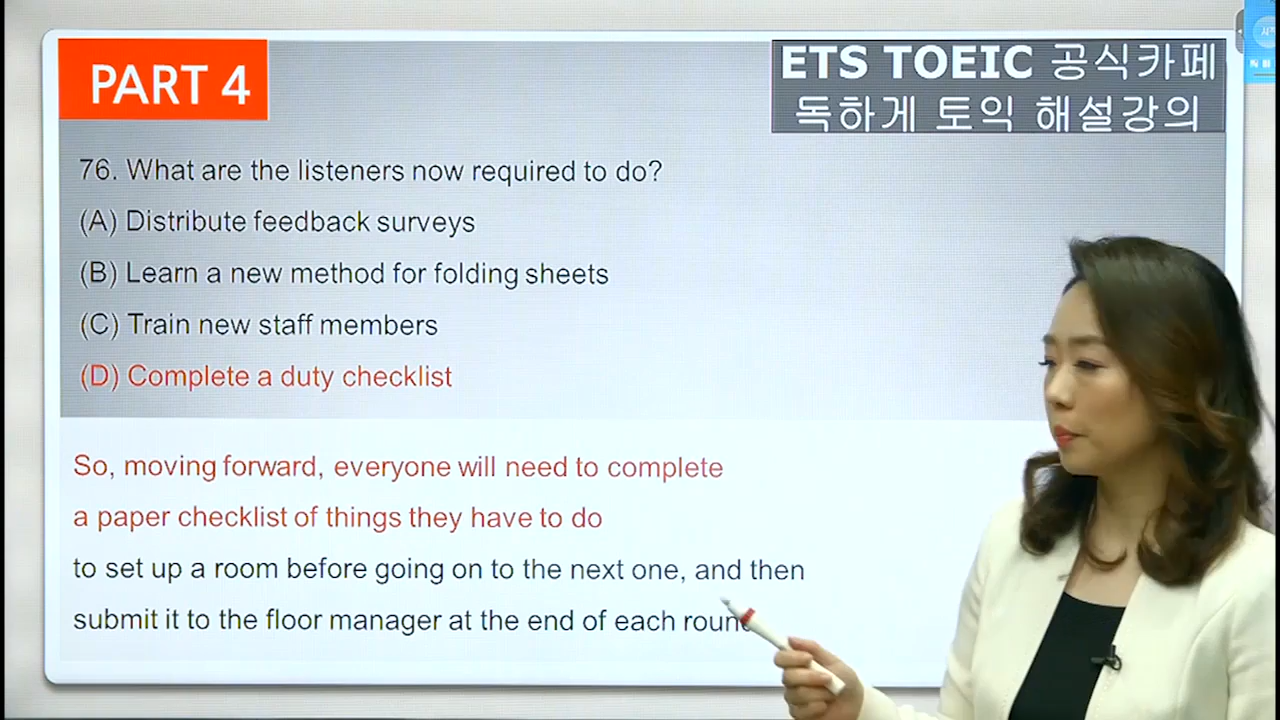 PART 4
ETS TOEIC 공식카페
독하게 토익 해설강의
76. What are the listeners now required to do?
(A) Distribute feedback surveys
(B) Learn a new method for folding sheets
(C) Train new staff members
(D) Complete a duty checklist
So, moving forward, everyone will need to complete
a paper checklist of things they have to do
to set up a room before going on to the next one, and then
submit it to the floor manager at the end of each round